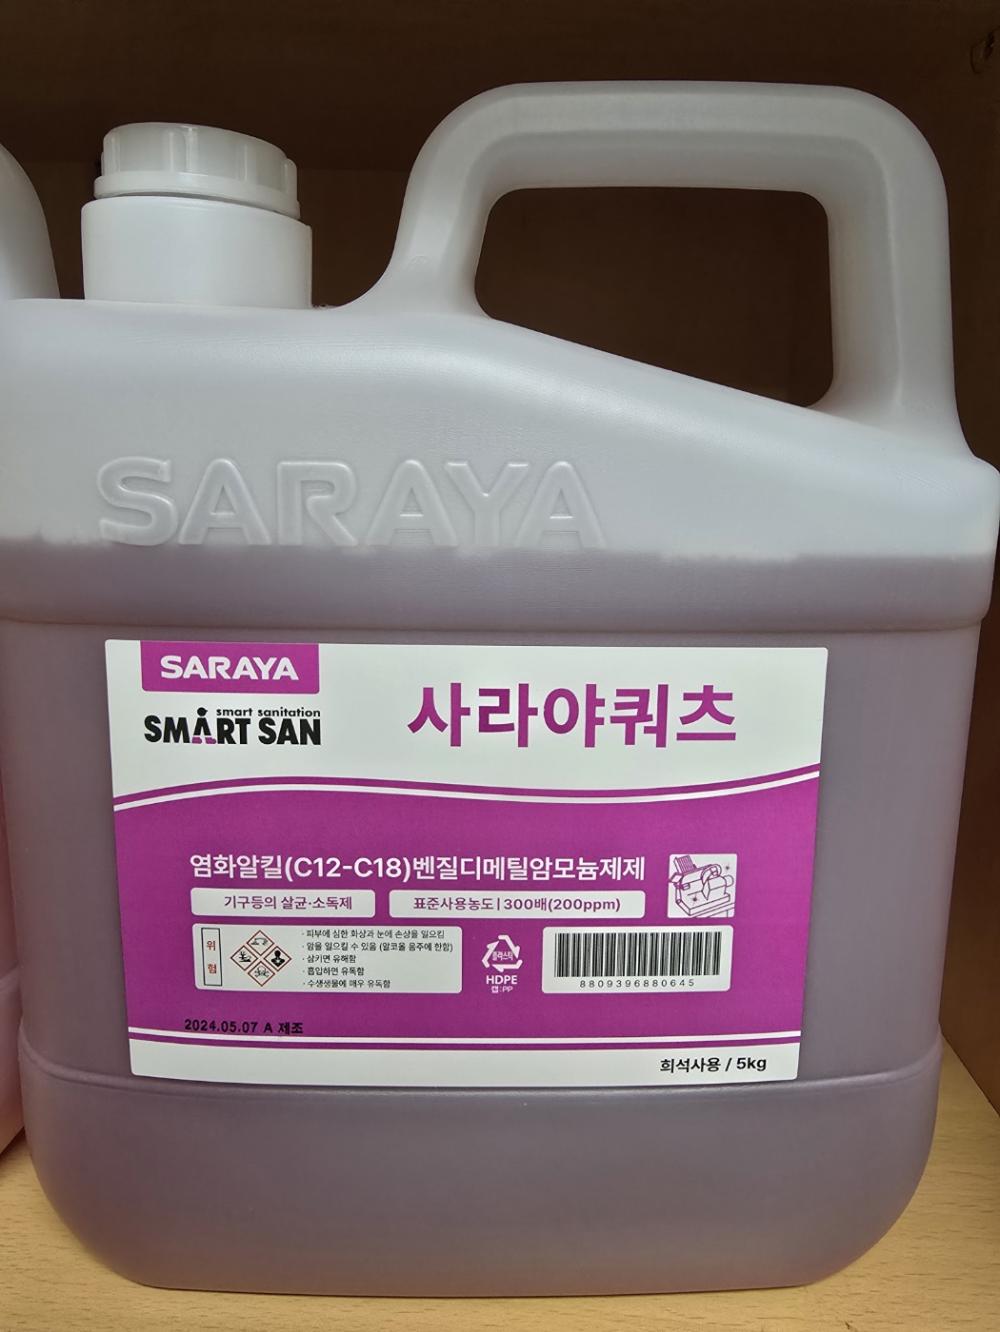 SARAYA
SARAYA
smart sanitation
SMART SAN
사라야쿼츠
염화알킬(C12-C18)벤질디메틸암모늄제제
기구등의 살균·소독제
표준사용농도 | 300배(200ppm)
위험
· 피부에 심한 화상과 눈에 손상을 일으킴
· 암을 일으킬 수 있음 (알코올 음주에 한함)
· 삼키면 유해함
· 흡입하면 유독함
· 수생생물에 매우 유독함
플라스틱
HDPE
캡:PP
8809396880645
2024.05.07 A 제조
희석사용 / 5kg